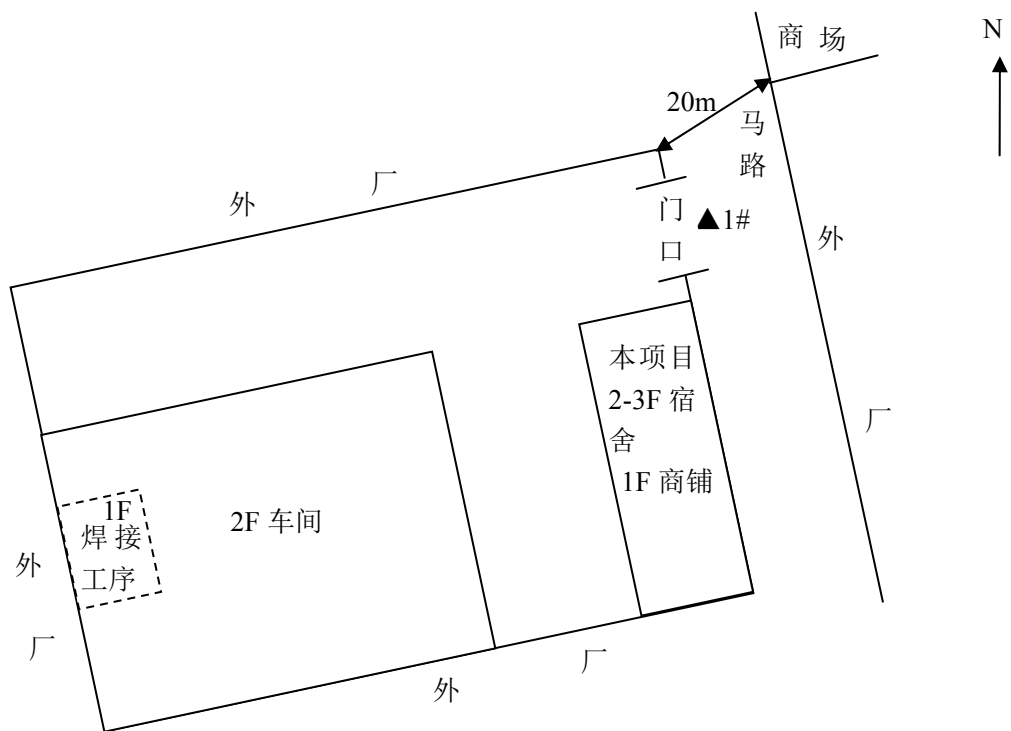 商 场
N
20m
马
路
外 厂
门
口
▲1#
外
厂
本项目
2-3F 宿
舍
1F 商铺
1F
焊 接
工序
2F 车间
外
厂
外 厂